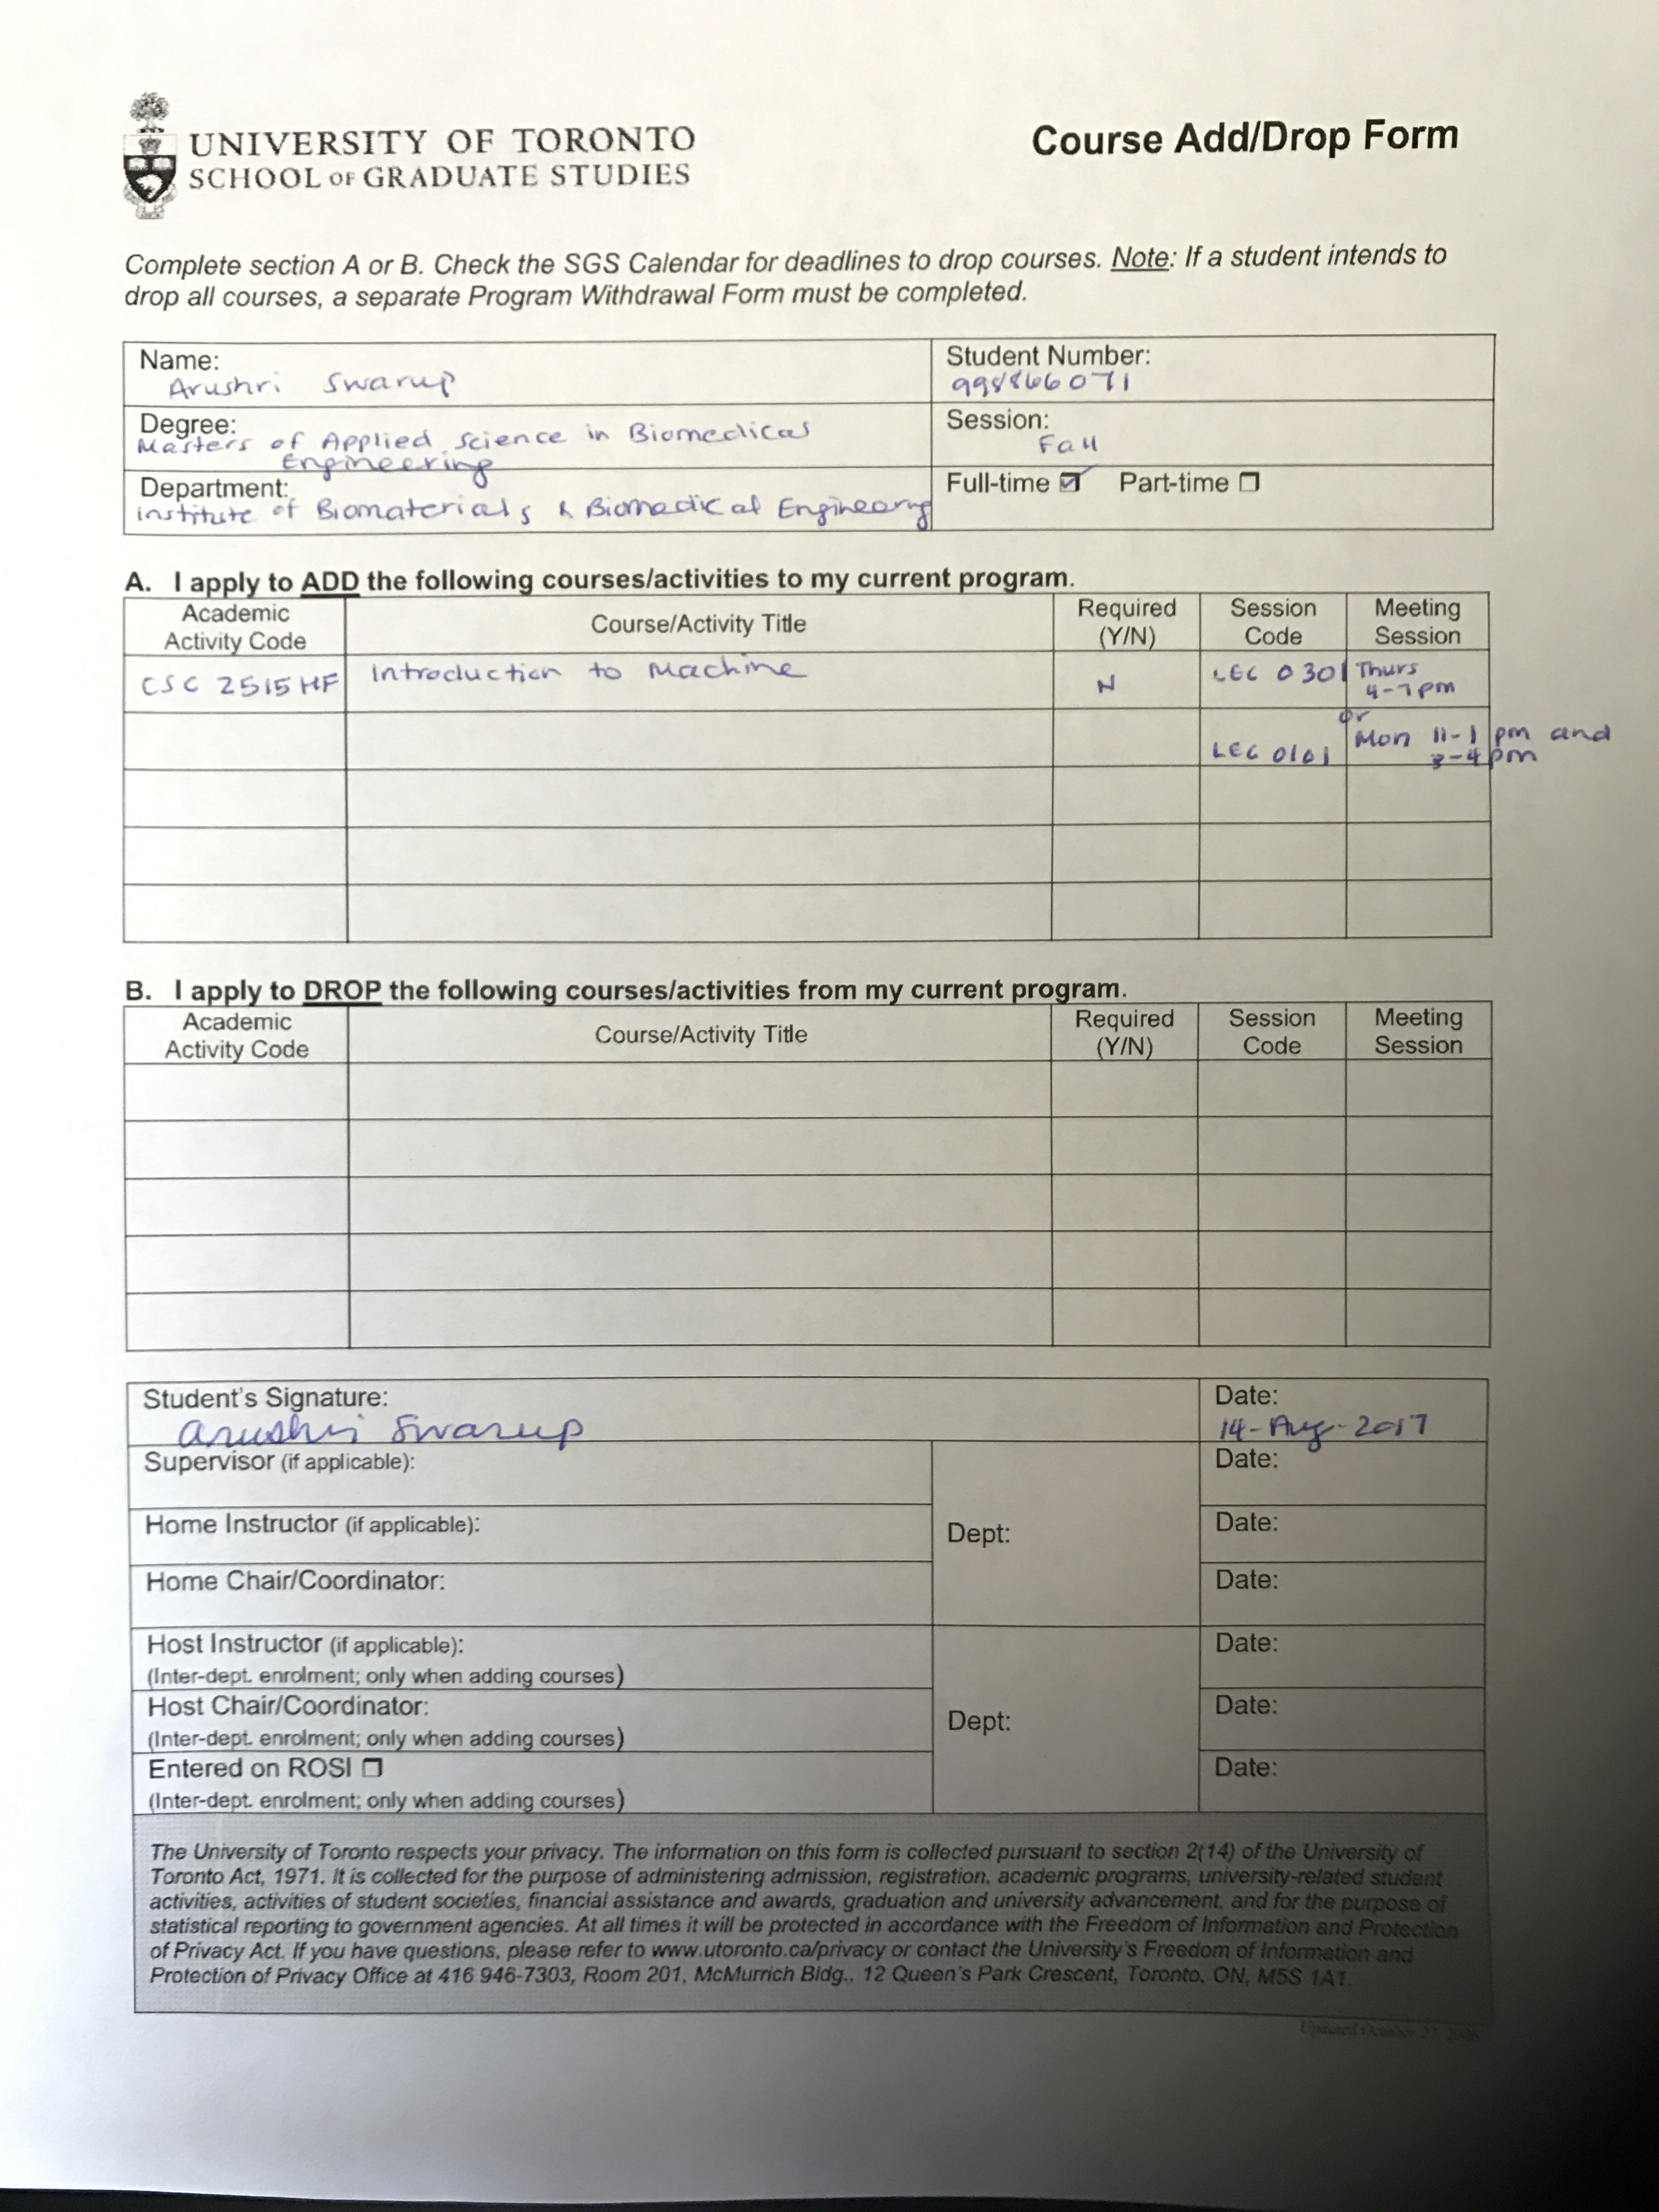 UNIVERSITY OF TORONTO
SCHOOL OF GRADUATE STUDIES
Course Add/Drop Form
Complete section A or B. Check the SGS Calendar for deadlines to drop courses. Note: If a student intends to
drop all courses, a separate Program Withdrawal Form must be completed.
Name:
Arushri Swarup
Student Number:
998866071
Degree:
Masters of Applied Science in Biomedical
Engineering
Session:
Fall
Department:
Institute of Biomaterials & Biomedical Engineering
Full-time ☑ Part-time ☐
A. I apply to ADD the following courses/activities to my current program.
Academic
Activity Code
Course/Activity Title
Required
(Y/N)
Session
Code
Meeting
Session
CSC 2515 HF
Introduction to Machine
N
LEC 0301
Thurs
4-7pm
or
LEC 0101
Mon 11-1 pm and
3-4pm
B. I apply to DROP the following courses/activities from my current program.
Academic
Activity Code
Course/Activity Title
Required
(Y/N)
Session
Code
Meeting
Session
Student's Signature:
Arushri Swarup
Date:
14-Aug-2017
Supervisor (if applicable):
Date:
Home Instructor (if applicable):
Dept:
Date:
Home Chair/Coordinator:
Date:
Host Instructor (if applicable):
(Inter-dept. enrolment; only when adding courses)
Date:
Host Chair/Coordinator:
(Inter-dept. enrolment; only when adding courses)
Dept:
Date:
Entered on ROSI ☐
(Inter-dept. enrolment; only when adding courses)
Date:
The University of Toronto respects your privacy. The information on this form is collected pursuant to section 2(14) of the University of
Toronto Act, 1971. It is collected for the purpose of administering admission, registration, academic programs, university-related student
activities, activities of student societies, financial assistance and awards, graduation and university advancement, and for the purpose of
statistical reporting to government agencies. At all times it will be protected in accordance with the Freedom of Information and Protection
of Privacy Act. If you have questions, please refer to www.utoronto.ca/privacy or contact the University's Freedom of Information and
Protection of Privacy Office at 416 946-7303, Room 201, McMurrich Bldg., 12 Queen's Park Crescent, Toronto, ON, M5S 1A1.
Updated October